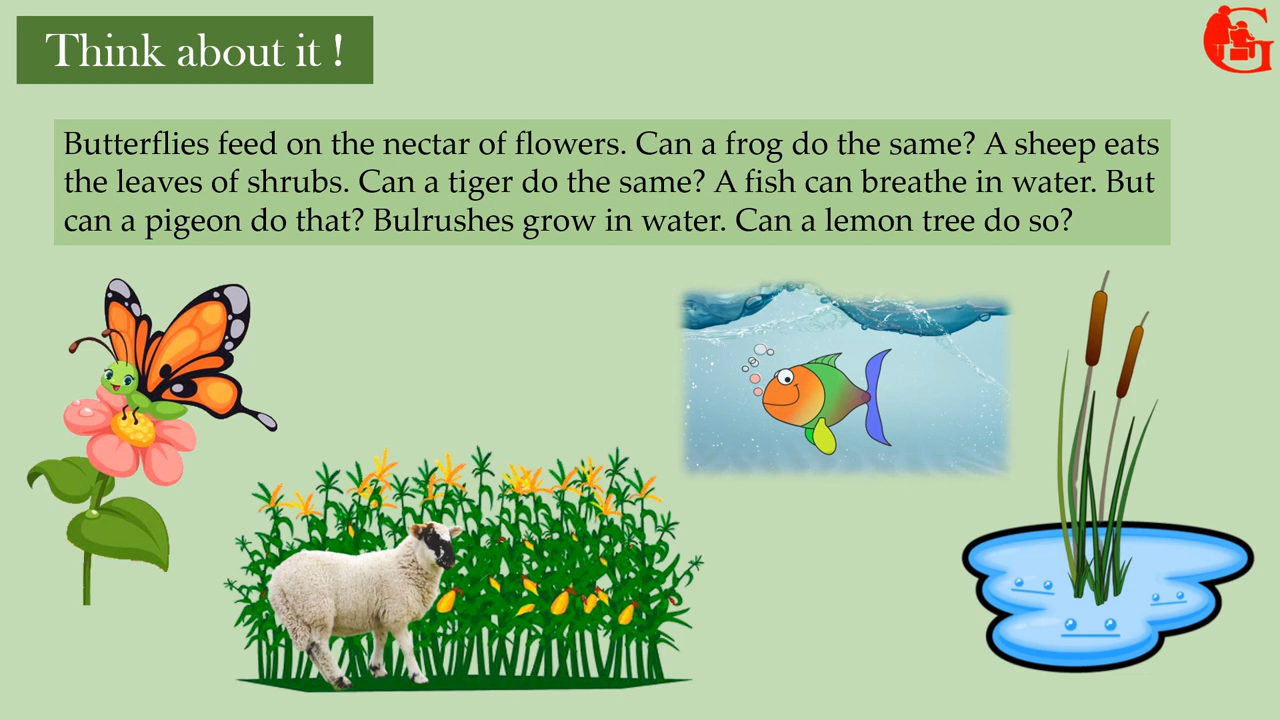 Think about it !
G
Butterflies feed on the nectar of flowers. Can a frog do the same? A sheep eats
the leaves of shrubs. Can a tiger do the same? A fish can breathe in water. But
can a pigeon do that? Bulrushes grow in water. Can a lemon tree do so?